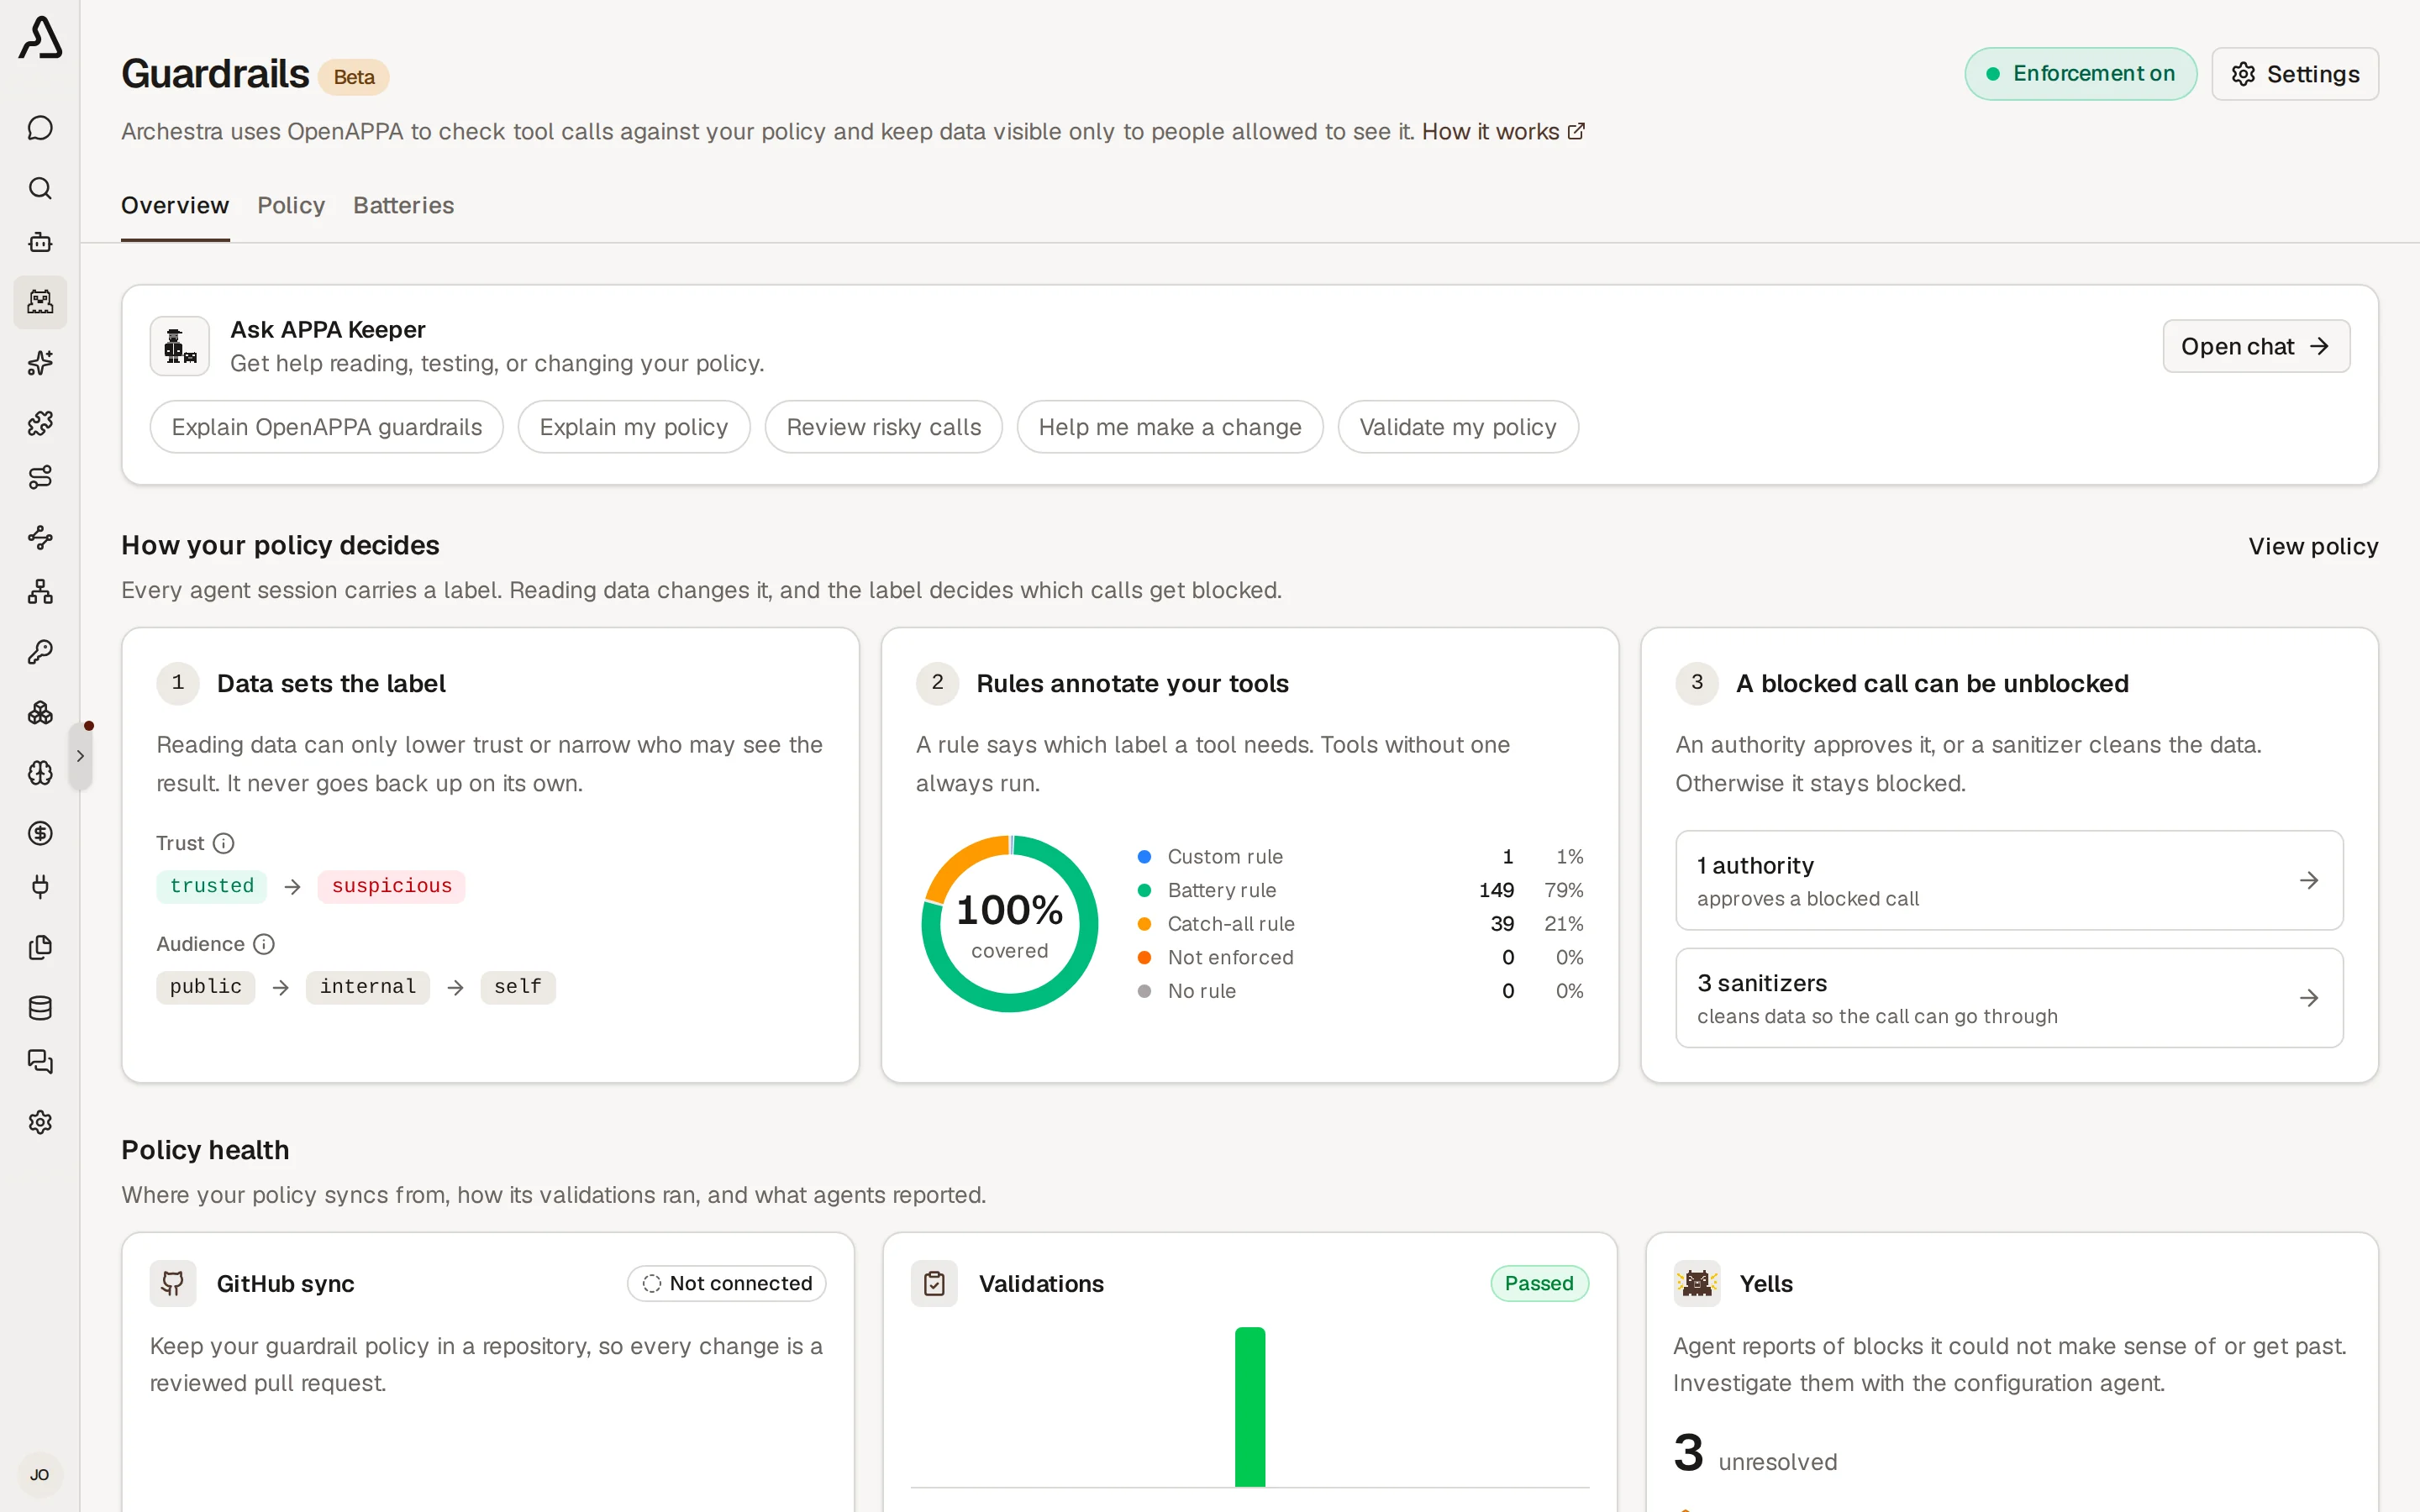 Guardrails Beta
Enforcement on
Settings
Archestra uses OpenAPPA to check tool calls against your policy and keep data visible only to people allowed to see it. How it works
Overview Policy Batteries
Ask APPA Keeper
Get help reading, testing, or changing your policy.
Open chat
Explain OpenAPPA guardrails
Explain my policy
Review risky calls
Help me make a change
Validate my policy
How your policy decides
View policy
Every agent session carries a label. Reading data changes it, and the label decides which calls get blocked.
1 Data sets the label
Reading data can only lower trust or narrow who may see the
result. It never goes back up on its own.
Trust
trusted → suspicious
Audience
public → internal → self
2 Rules annotate your tools
A rule says which label a tool needs. Tools without one
always run.
100%
covered
Custom rule 1 1%
Battery rule 149 79%
Catch-all rule 39 21%
Not enforced 0 0%
No rule 0 0%
3 A blocked call can be unblocked
An authority approves it, or a sanitizer cleans the data.
Otherwise it stays blocked.
1 authority
approves a blocked call
3 sanitizers
cleans data so the call can go through
Policy health
Where your policy syncs from, how its validations ran, and what agents reported.
GitHub sync
Not connected
Keep your guardrail policy in a repository, so every change is a
reviewed pull request.
Validations
Passed
Yells
Agent reports of blocks it could not make sense of or get past.
Investigate them with the configuration agent.
3 unresolved
JO